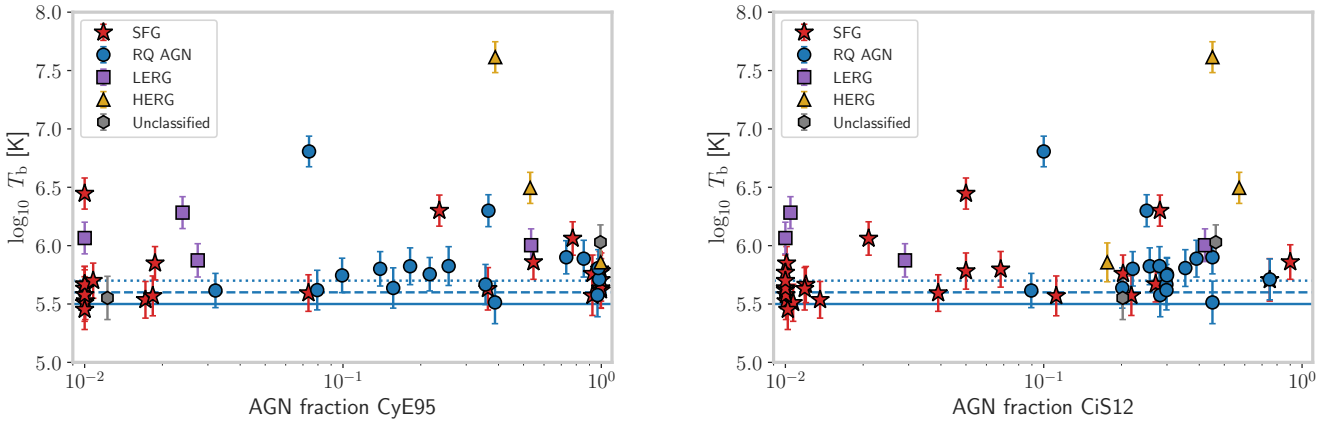 8.0
7.5
7.0
6.5
6.0
5.5
5.0
log₁₀ T_b [K]
SFG
RQ AGN
LERG
HERG
Unclassified
10⁻² 10⁻¹ 10⁰
AGN fraction CyE95
8.0
7.5
7.0
6.5
6.0
5.5
5.0
log₁₀ T_b [K]
SFG
RQ AGN
LERG
HERG
Unclassified
10⁻² 10⁻¹ 10⁰
AGN fraction CiS12